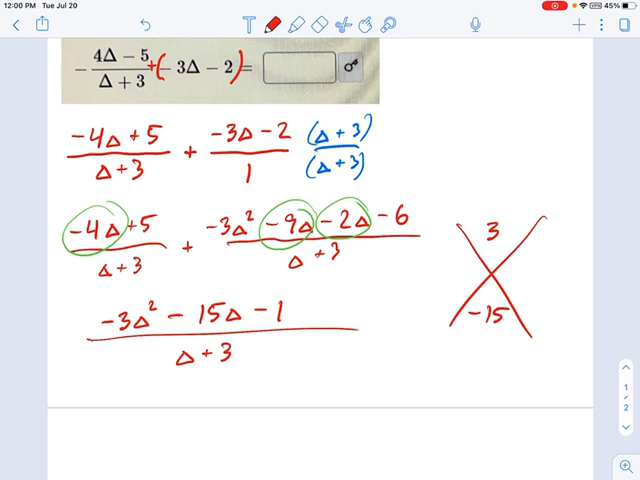 12:00 PM Tue Jul 20
45%
T
- (4Δ - 5)/(Δ + 3) + (- 3Δ - 2) =
(-4Δ + 5)/(Δ + 3) + (-3Δ - 2)/1 (Δ + 3)/(Δ + 3)
(-4Δ + 5)/(Δ + 3) + (-3Δ² - 9Δ - 2Δ - 6)/(Δ + 3)
3
-15
(-3Δ² - 15Δ - 1)/(Δ + 3)
1
2